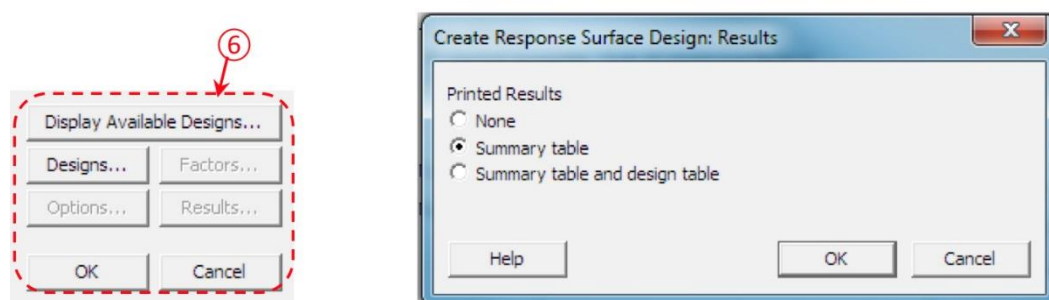 ⑥
Display Available Designs...
Designs... Factors...
Options... Results...
OK Cancel
Create Response Surface Design: Results
Printed Results
None
Summary table
Summary table and design table
Help OK Cancel